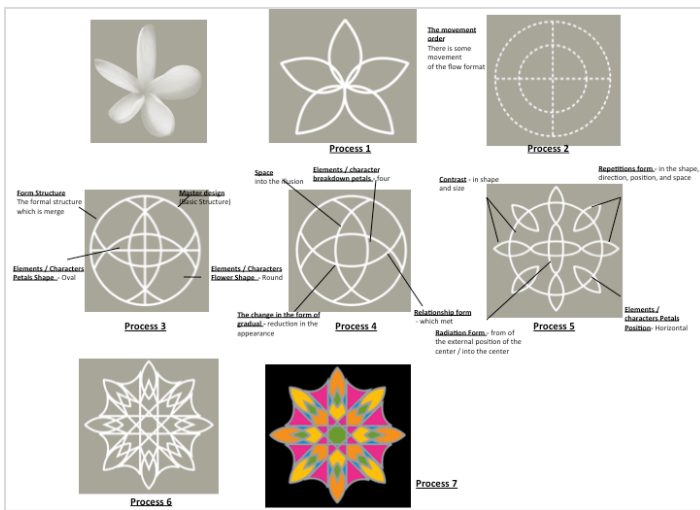 The movement
order
There is some
movement
of the flow format
Process 1
Process 2
Form Structure
The formal structure
which is merge
Master design
(Basic Structure)
Elements / Characters
Petals Shape - Oval
Elements / Characters
Flower Shape - Round
Process 3
Space
into the illusion
Elements / character
breakdown petals - four
The change in the form of
gradual - reduction in the
appearance
Relationship form
- which met
Process 4
Contrast - in shape
and size
Repetitions form - in the shape,
direction, position, and space
Radiation Form - from of
the external position of the
center / into the center
Elements /
characters Petals
Position - Horizontal
Process 5
Process 6
Process 7